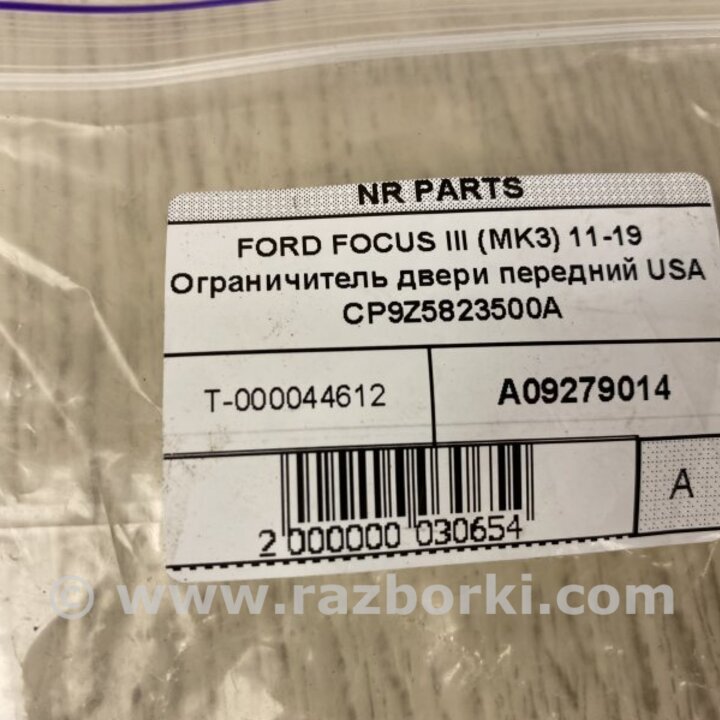 NR PARTS
FORD FOCUS III (MK3) 11-19
Ограничитель двери передний USA
CP9Z5823500A
T-000044612
A09279014
A
2 000000 030654
© www.razborki.com